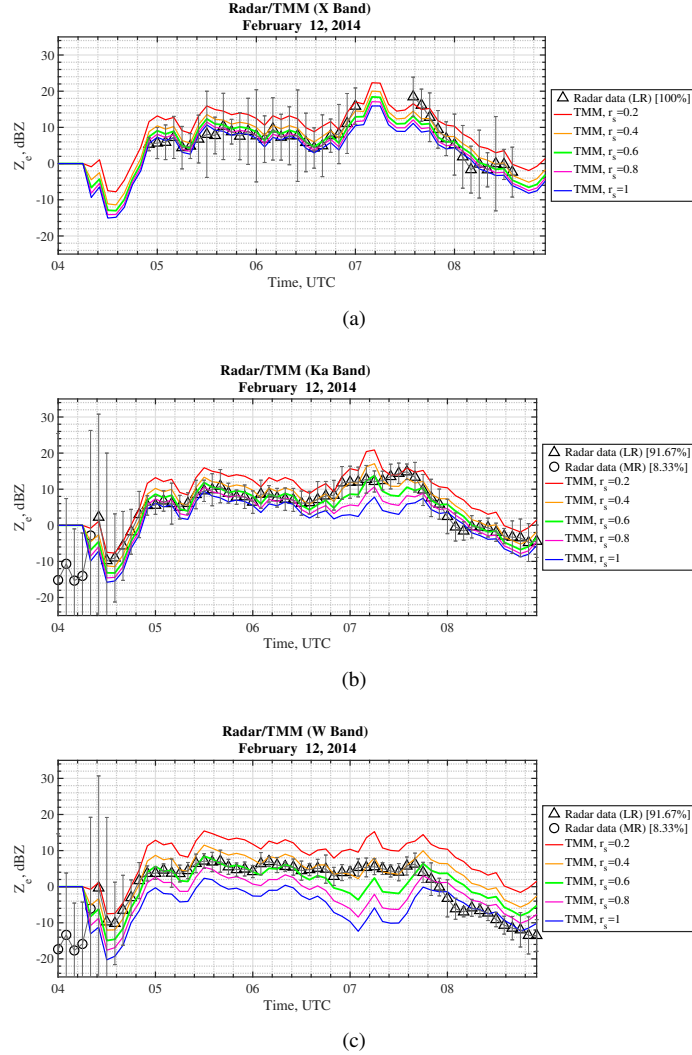 Radar/TMM (X Band)
February 12, 2014
30
20
10
0
-10
-20
Z_e, dBZ
04
05
06
07
08
Time, UTC
Radar data (LR) [100%]
TMM, r_s=0.2
TMM, r_s=0.4
TMM, r_s=0.6
TMM, r_s=0.8
TMM, r_s=1
(a)
Radar/TMM (Ka Band)
February 12, 2014
30
20
10
0
-10
-20
Z_e, dBZ
04
05
06
07
08
Time, UTC
Radar data (LR) [91.67%]
Radar data (MR) [8.33%]
TMM, r_s=0.2
TMM, r_s=0.4
TMM, r_s=0.6
TMM, r_s=0.8
TMM, r_s=1
(b)
Radar/TMM (W Band)
February 12, 2014
30
20
10
0
-10
-20
Z_e, dBZ
04
05
06
07
08
Time, UTC
Radar data (LR) [91.67%]
Radar data (MR) [8.33%]
TMM, r_s=0.2
TMM, r_s=0.4
TMM, r_s=0.6
TMM, r_s=0.8
TMM, r_s=1
(c)